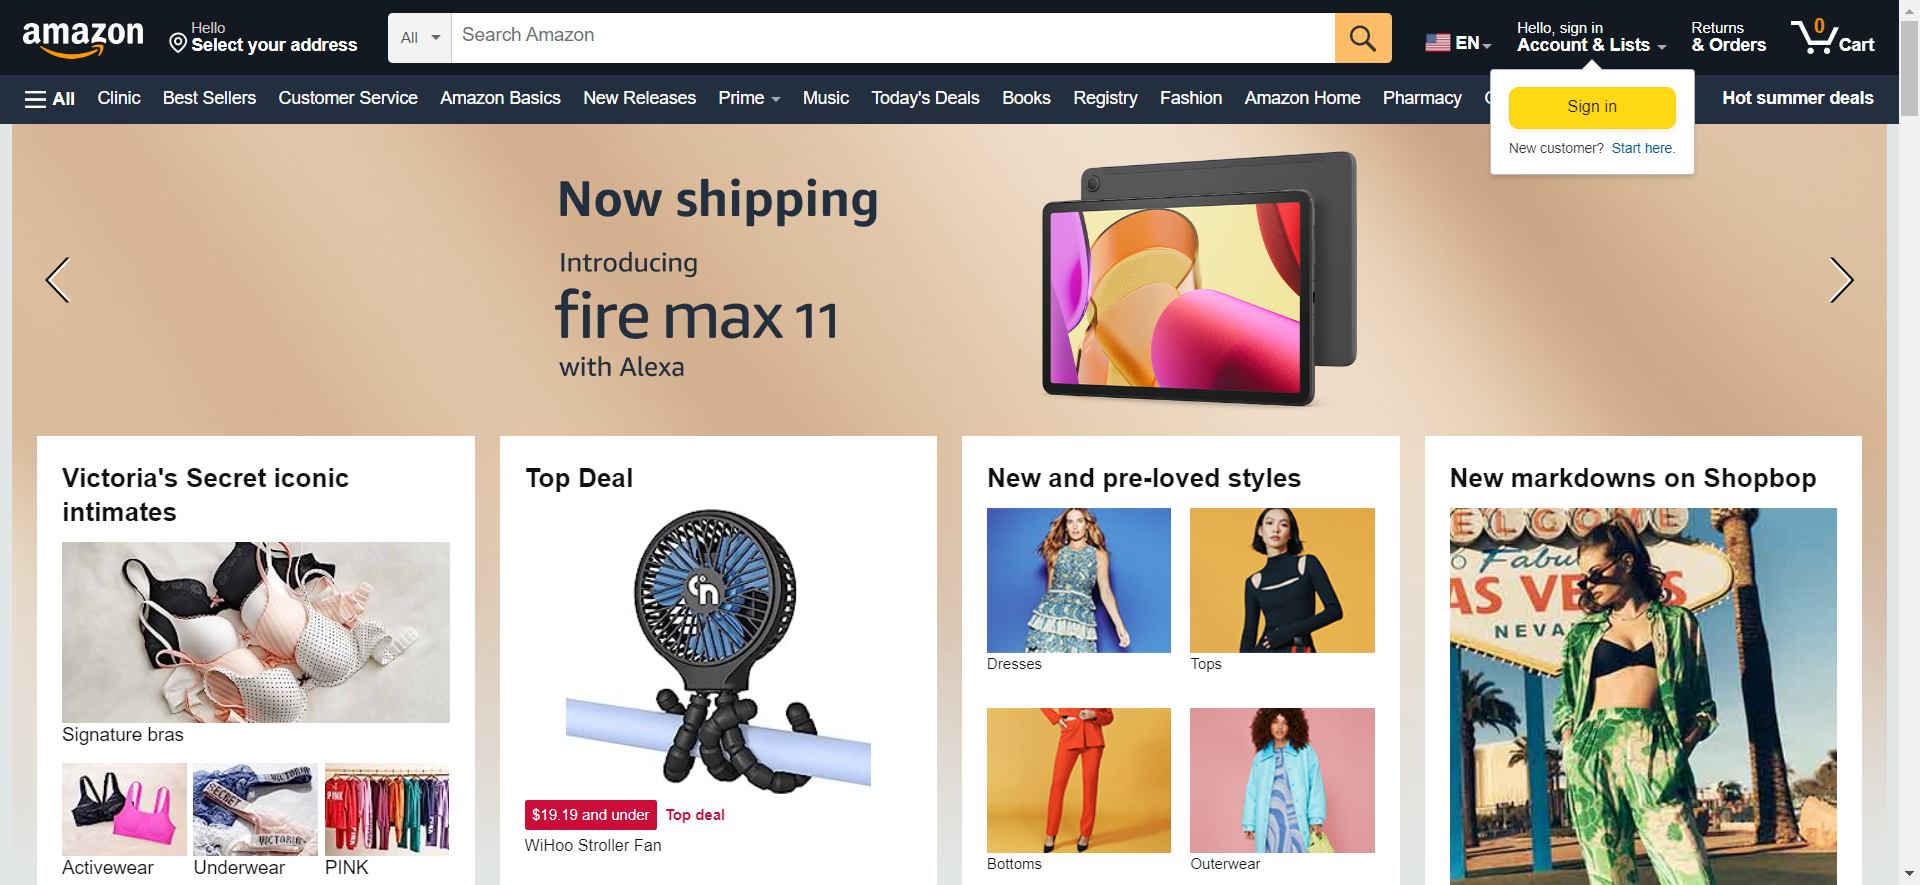 amazon
Hello
Select your address
All
Search Amazon
EN
Hello, sign in
Account & Lists
Returns
& Orders
0
Cart
All
Clinic
Best Sellers
Customer Service
Amazon Basics
New Releases
Prime
Music
Today's Deals
Books
Registry
Fashion
Amazon Home
Pharmacy
Hot summer deals
Sign in
New customer? Start here.
Now shipping
Introducing
fire max 11
with Alexa
Victoria's Secret iconic
intimates
Signature bras
Activewear
Underwear
PINK
Top Deal
$19.19 and under
Top deal
WiHoo Stroller Fan
New and pre-loved styles
Dresses
Tops
Bottoms
Outerwear
New markdowns on Shopbop